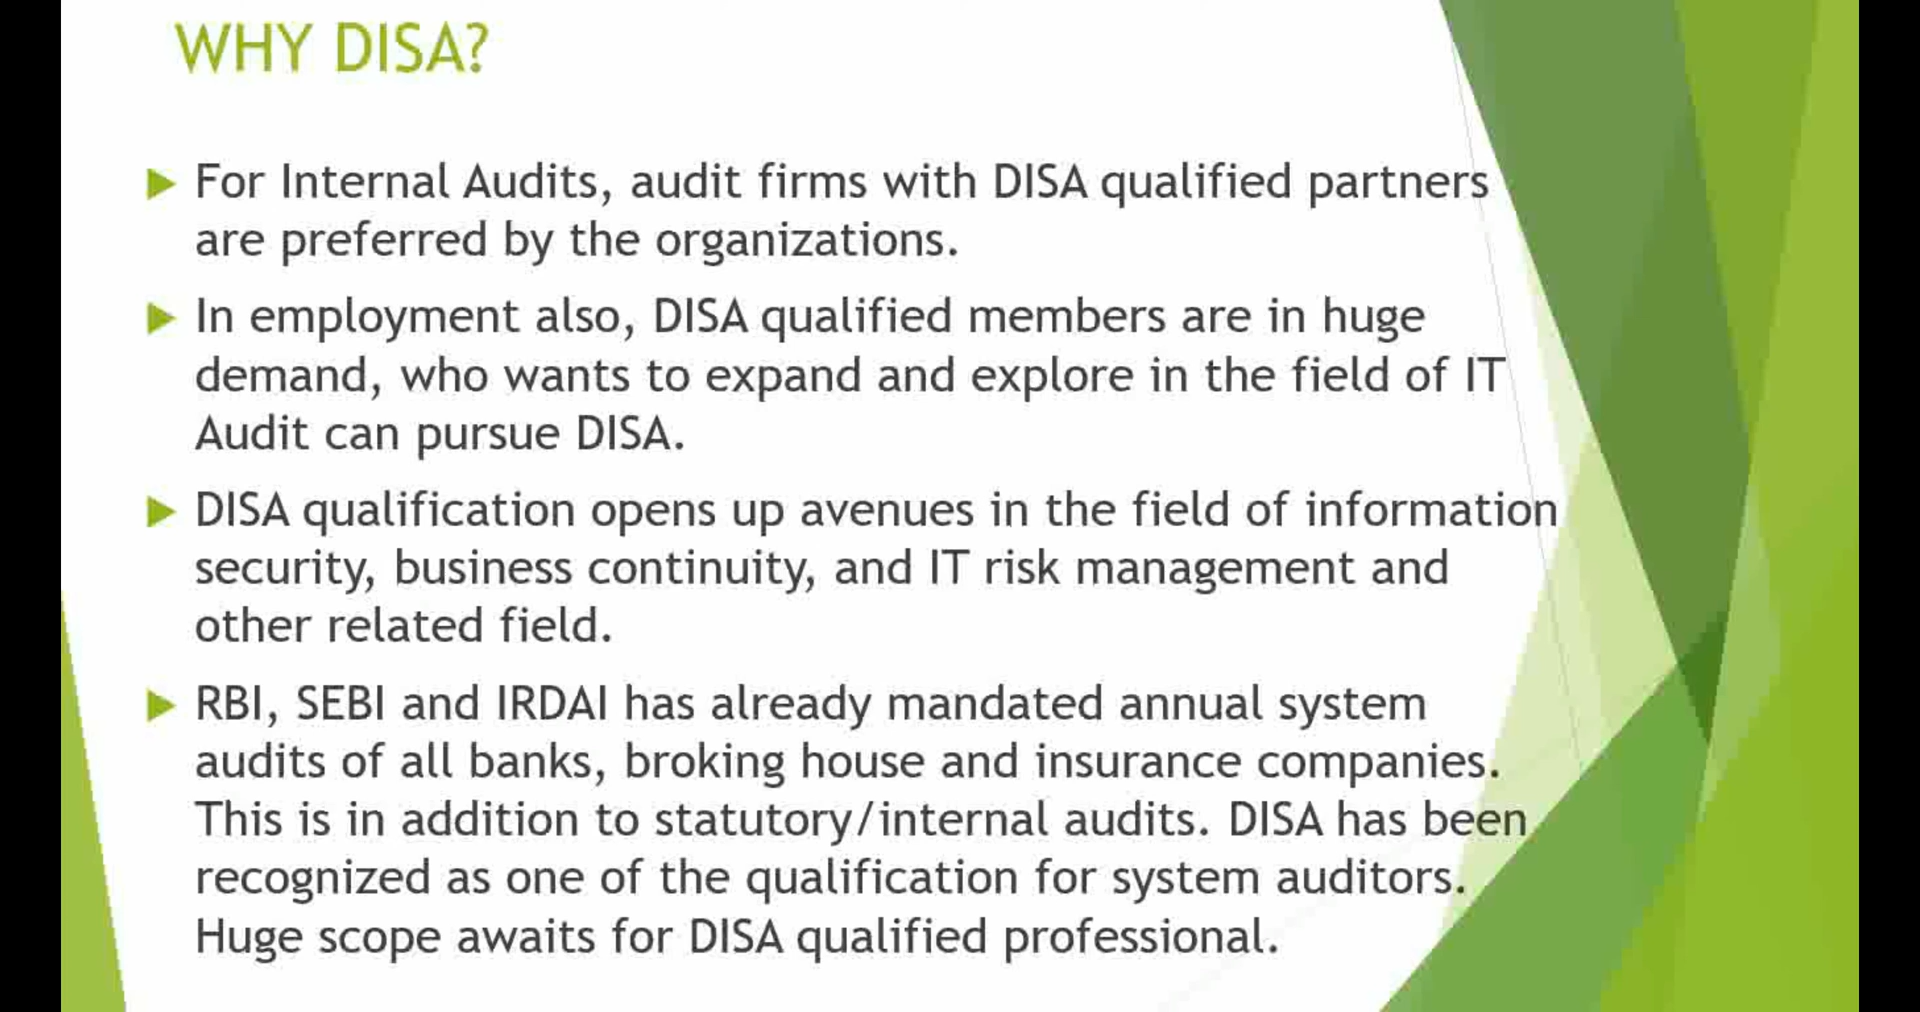 WHY DISA?
For Internal Audits, audit firms with DISA qualified partners
are preferred by the organizations.
In employment also, DISA qualified members are in huge
demand, who wants to expand and explore in the field of IT
Audit can pursue DISA.
DISA qualification opens up avenues in the field of information
security, business continuity, and IT risk management and
other related field.
RBI, SEBI and IRDAI has already mandated annual system
audits of all banks, broking house and insurance companies.
This is in addition to statutory/internal audits. DISA has been
recognized as one of the qualification for system auditors.
Huge scope awaits for DISA qualified professional.